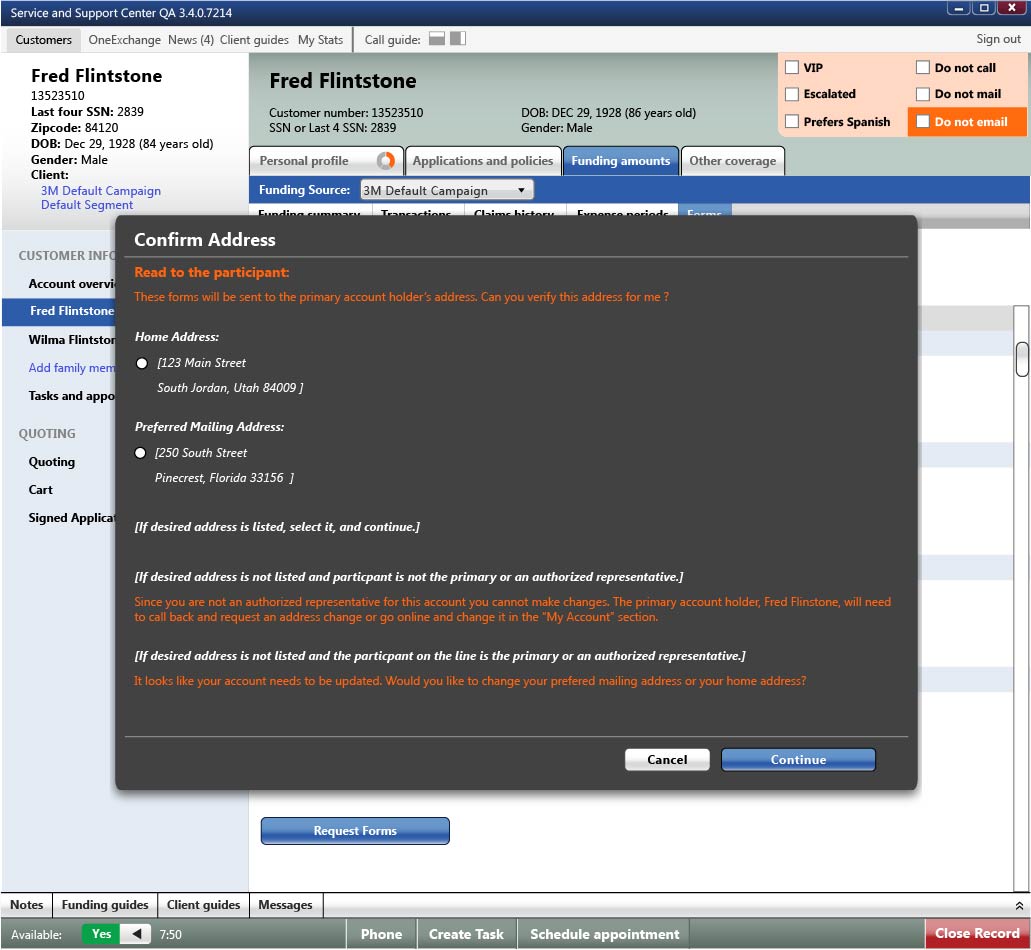 Service and Support Center QA 3.4.0.7214
Customers OneExchange News (4) Client guides My Stats Call guide: Sign out
Fred Flintstone
13523510
Last four SSN: 2839
Zipcode: 84120
DOB: Dec 29, 1928 (84 years old)
Gender: Male
Client:
3M Default Campaign
Default Segment
Fred Flintstone
Customer number: 13523510 DOB: DEC 29, 1928 (86 years old)
SSN or Last 4 SSN: 2839 Gender: Male
VIP Do not call
Escalated Do not mail
Prefers Spanish Do not email
Personal profile Applications and policies Funding amounts Other coverage
Funding Source: 3M Default Campaign
Funding summary Transactions Claims history Expense periods Forms
CUSTOMER INFO
Account overvi
Fred Flintstone
Wilma Flintstor
Add family mem
Tasks and appo
QUOTING
Quoting
Cart
Signed Applicat
Confirm Address
Read to the participant:
These forms will be sent to the primary account holder's address. Can you verify this address for me ?
Home Address:
[123 Main Street
South Jordan, Utah 84009 ]
Preferred Mailing Address:
[250 South Street
Pinecrest, Florida 33156 ]
[If desired address is listed, select it, and continue.]
[If desired address is not listed and particpant is not the primary or an authorized representative.]
Since you are not an authorized representative for this account you cannot make changes. The primary account holder, Fred Flinstone, will need
to call back and request an address change or go online and change it in the "My Account" section.
[If desired address is not listed and the particpant on the line is the primary or an authorized representative.]
It looks like your account needs to be updated. Would you like to change your prefered mailing address or your home address?
Cancel Continue
Request Forms
Notes Funding guides Client guides Messages
Available: Yes 7:50 Phone Create Task Schedule appointment Close Record